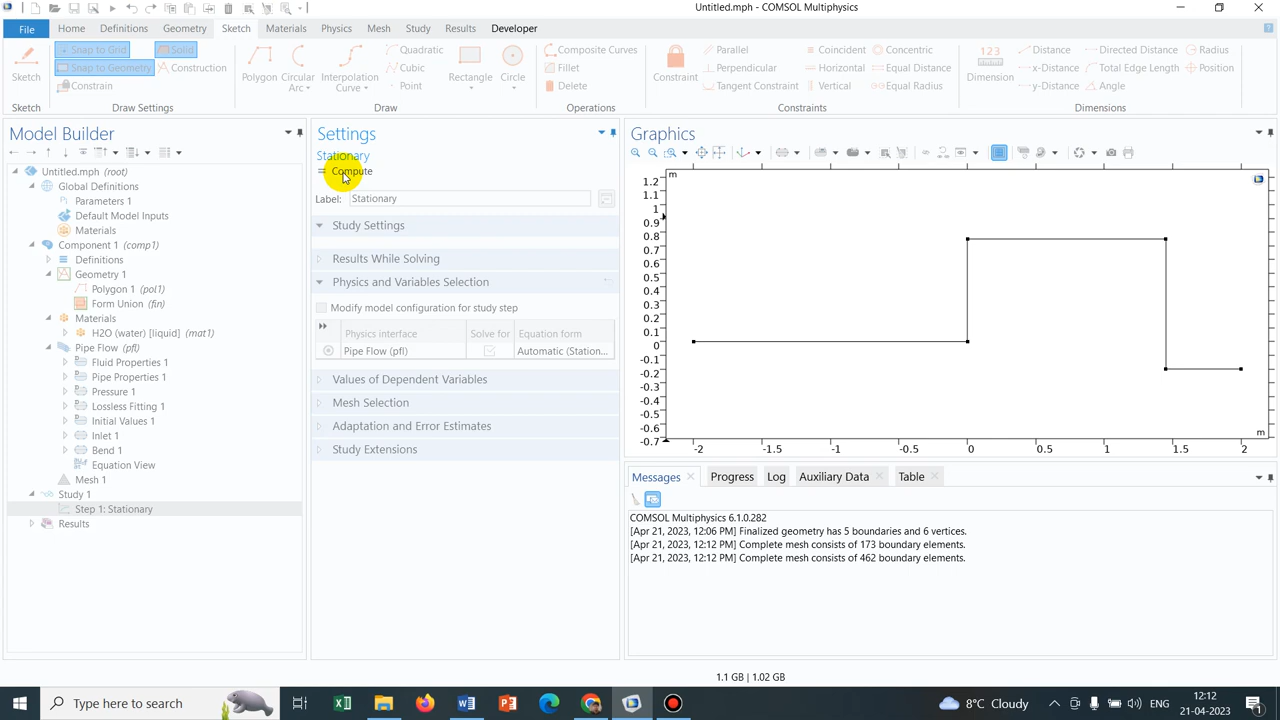 Untitled.mph - COMSOL Multiphysics
File Home Definitions Geometry Sketch Materials Physics Mesh Study Results Developer
Snap to Grid Solid
Snap to Geometry Construction
Constrain
Sketch
Polygon Circular Arc Interpolation Curve
Quadratic
Cubic
Point
Rectangle Circle
Composite Curves
Fillet
Delete
Constraint
Parallel Coincident Concentric
Perpendicular Horizontal Equal Distance
Tangent Constraint Vertical Equal Radius
123
Dimension
Distance Directed Distance Radius
x-Distance Total Edge Length Position
y-Distance Angle
Sketch Draw Settings Draw Operations Constraints Dimensions
Model Builder
Untitled.mph (root)
Global Definitions
Parameters 1
Default Model Inputs
Materials
Component 1 (comp1)
Definitions
Geometry 1
Polygon 1 (pol1)
Form Union (fin)
Materials
H2O (water) [liquid] (mat1)
Pipe Flow (pfl)
Fluid Properties 1
Pipe Properties 1
Pressure 1
Lossless Fitting 1
Initial Values 1
Inlet 1
Bend 1
Equation View
Mesh 1
Study 1
Step 1: Stationary
Results
Settings
Stationary
= Compute
Label: Stationary
Study Settings
Results While Solving
Physics and Variables Selection
Modify model configuration for study step
Physics interface Solve for Equation form
Pipe Flow (pfl) Automatic (Station...
Values of Dependent Variables
Mesh Selection
Adaptation and Error Estimates
Study Extensions
Graphics
m
1.2
1.1
1
0.9
0.8
0.7
0.6
0.5
0.4
0.3
0.2
0.1
0
-0.1
-0.2
-0.3
-0.4
-0.5
-0.6
-0.7
m
-2 -1.5 -1 -0.5 0 0.5 1 1.5 2
Messages Progress Log Auxiliary Data Table
COMSOL Multiphysics 6.1.0.282
[Apr 21, 2023, 12:06 PM] Finalized geometry has 5 boundaries and 6 vertices.
[Apr 21, 2023, 12:12 PM] Complete mesh consists of 173 boundary elements.
[Apr 21, 2023, 12:12 PM] Complete mesh consists of 462 boundary elements.
1.1 GB | 1.02 GB
Type here to search
8°C Cloudy
ENG
12:12
21-04-2023